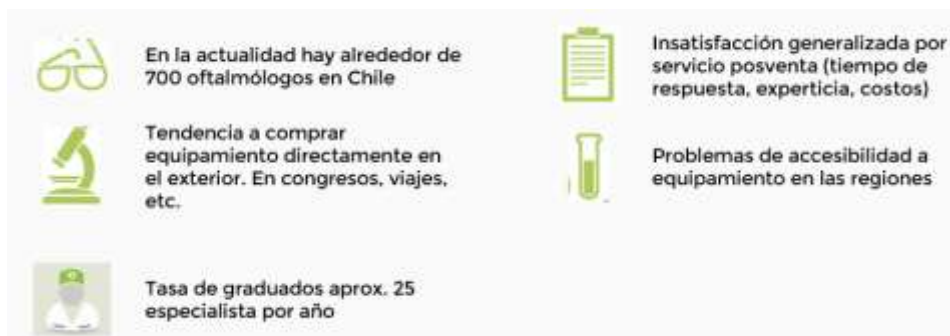 En la actualidad hay alrededor de
700 oftalmólogos en Chile
Tendencia a comprar
equipamiento directamente en
el exterior. En congresos, viajes,
etc.
Tasa de graduados aprox. 25
especialista por año
Insatisfacción generalizada por
servicio posventa (tiempo de
respuesta, experticia, costos)
Problemas de accesibilidad a
equipamiento en las regiones